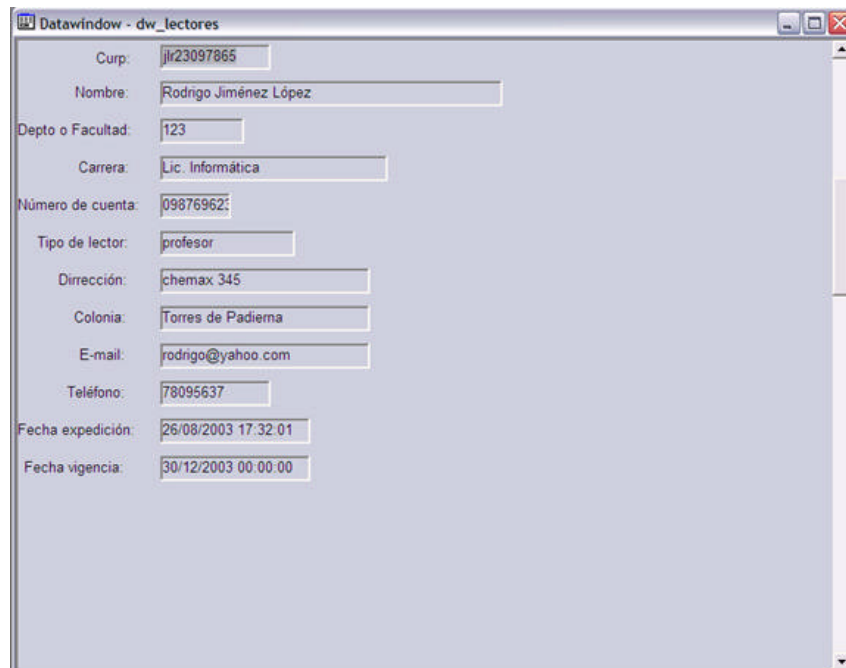 Datawindow - dw_lectores
Curp: jlr23097865
Nombre: Rodrigo Jiménez López
Depto o Facultad: 123
Carrera: Lic. Informática
Número de cuenta: 098769623
Tipo de lector: profesor
Dirrección: chemax 345
Colonia: Torres de Padierna
E-mail: rodrigo@yahoo.com
Teléfono: 78095637
Fecha expedición: 26/08/2003 17:32:01
Fecha vigencia: 30/12/2003 00:00:00